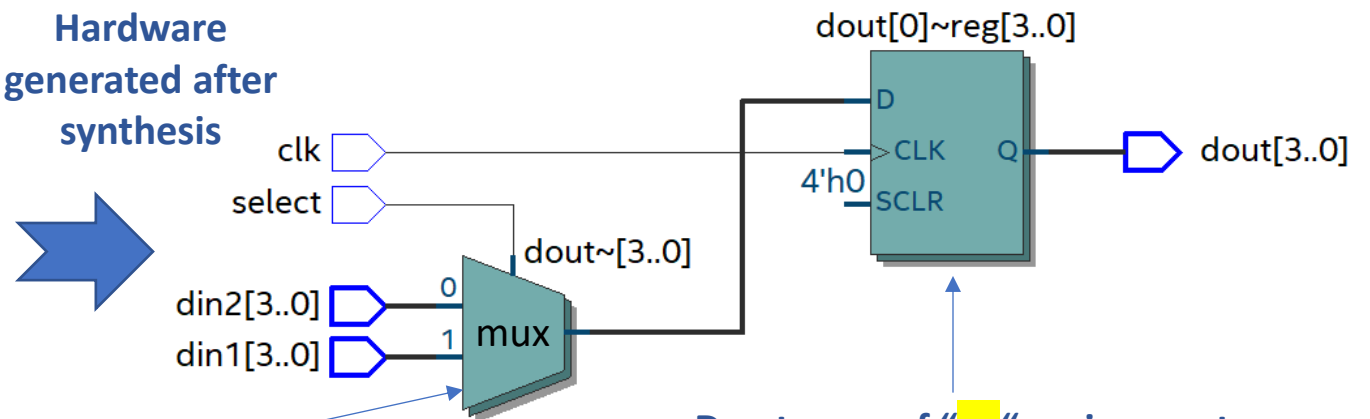 Hardware
generated after
synthesis
dout[0]~reg[3..0]
D
clk
CLK
Q
dout[3..0]
4'h0
SCLR
select
dout~[3..0]
din2[3..0]
0
din1[3..0]
1
mux